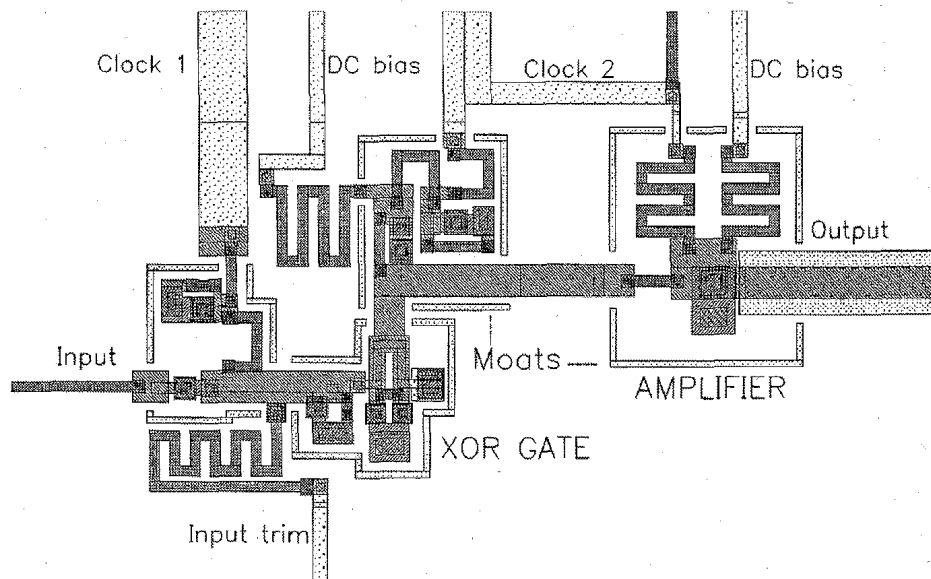 Clock 1
DC bias
Clock 2
DC bias
Output
Input
Moats
AMPLIFIER
XOR GATE
Input trim